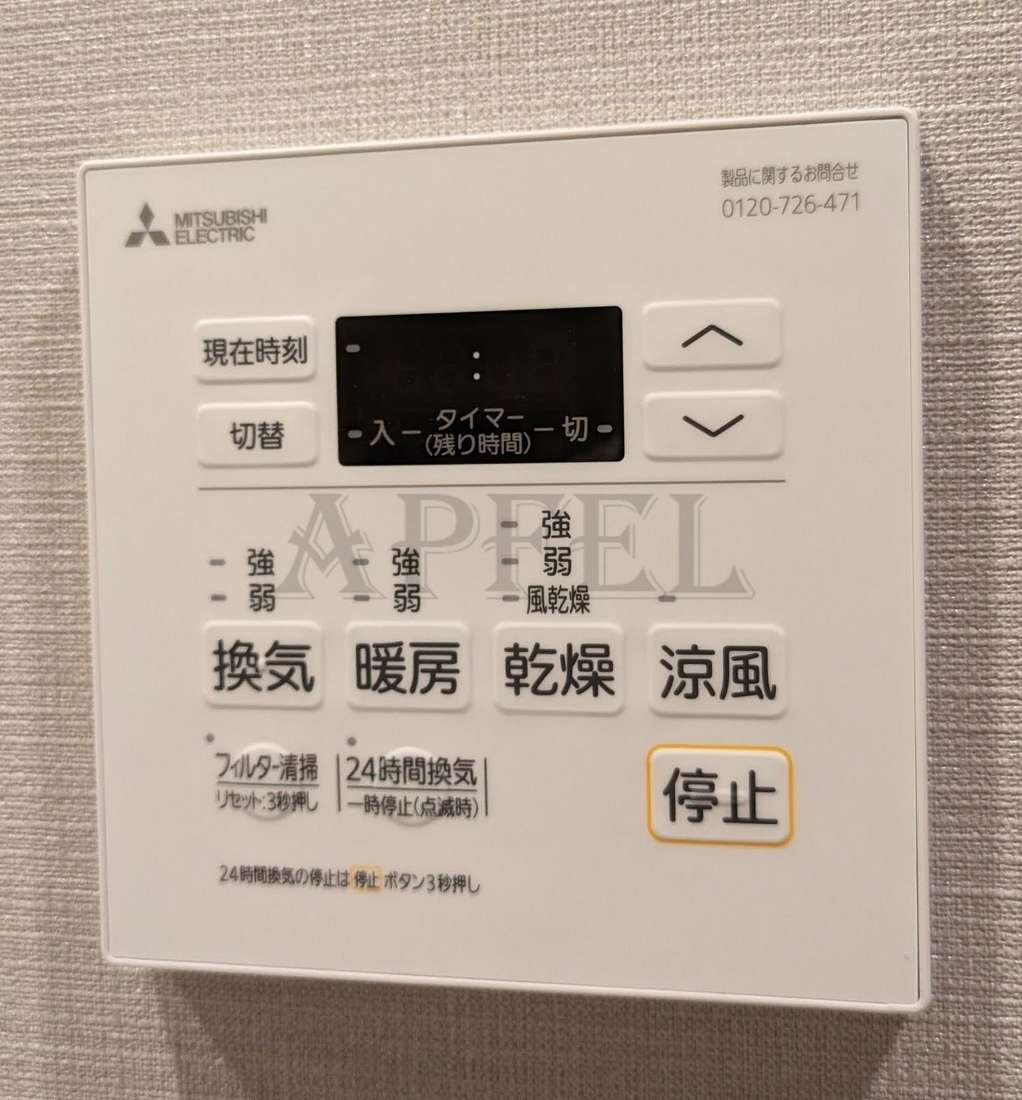 MITSUBISHI
ELECTRIC
製品に関するお問合せ
0120-726-471
現在時刻
:
切替
入 ー タイマー ー 切
(残り時間)
APFEL
強
弱
強
弱
強
弱
風乾燥
換気
暖房
乾燥
涼風
フィルター清掃
リセット:3秒押し
24時間換気
一時停止(点滅時)
停止
24時間換気の停止は 停止 ボタン3秒押し